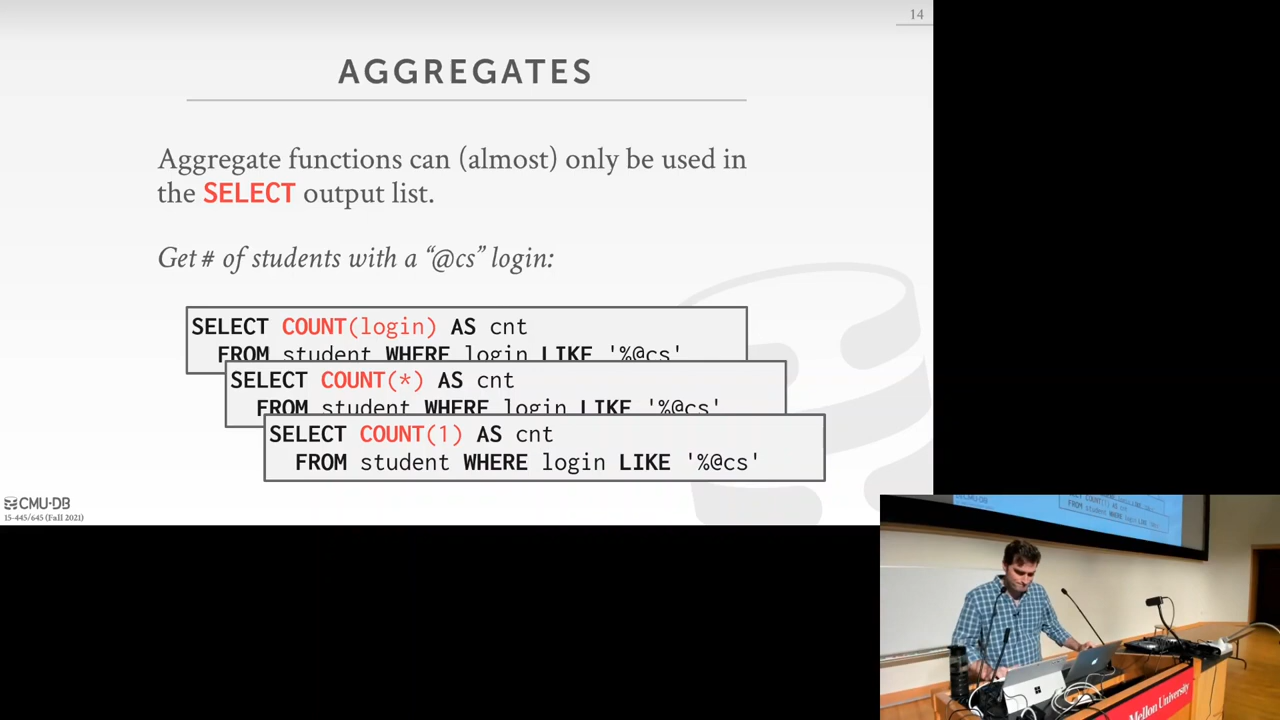 14
AGGREGATES
Aggregate functions can (almost) only be used in
the SELECT output list.
Get # of students with a “@cs” login:
SELECT COUNT(login) AS cnt
FROM student WHERE login LIKE '%@cs'
SELECT COUNT(*) AS cnt
FROM student WHERE login LIKE '%@cs'
SELECT COUNT(1) AS cnt
FROM student WHERE login LIKE '%@cs'
CMU·DB
15-445/645 (Fall 2021)
Mellon University